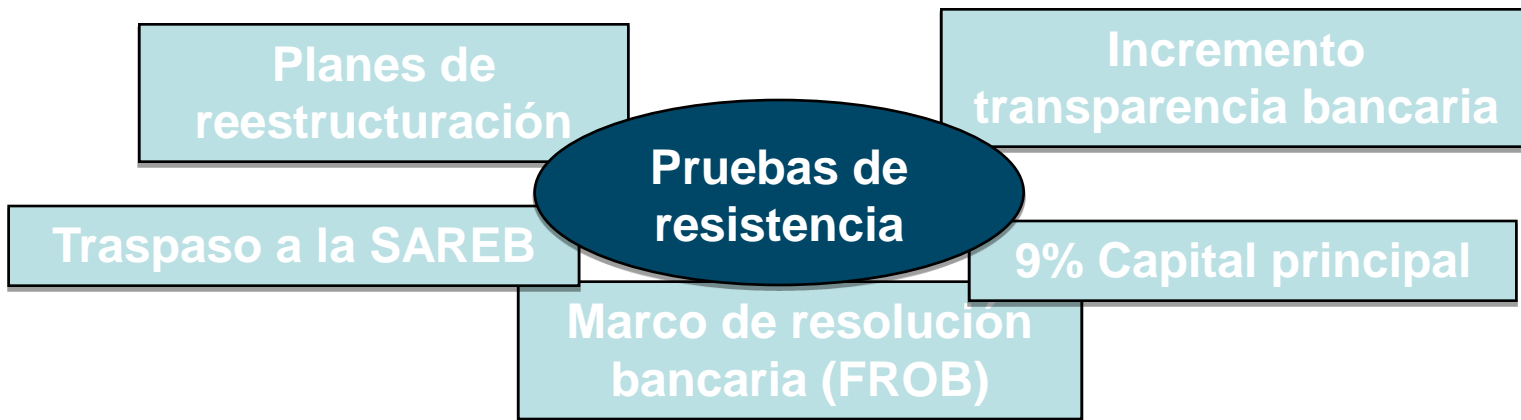 Planes de
reestructuración
Incremento
transparencia bancaria
Pruebas de
resistencia
Traspaso a la SAREB
9% Capital principal
Marco de resolución
bancaria (FROB)